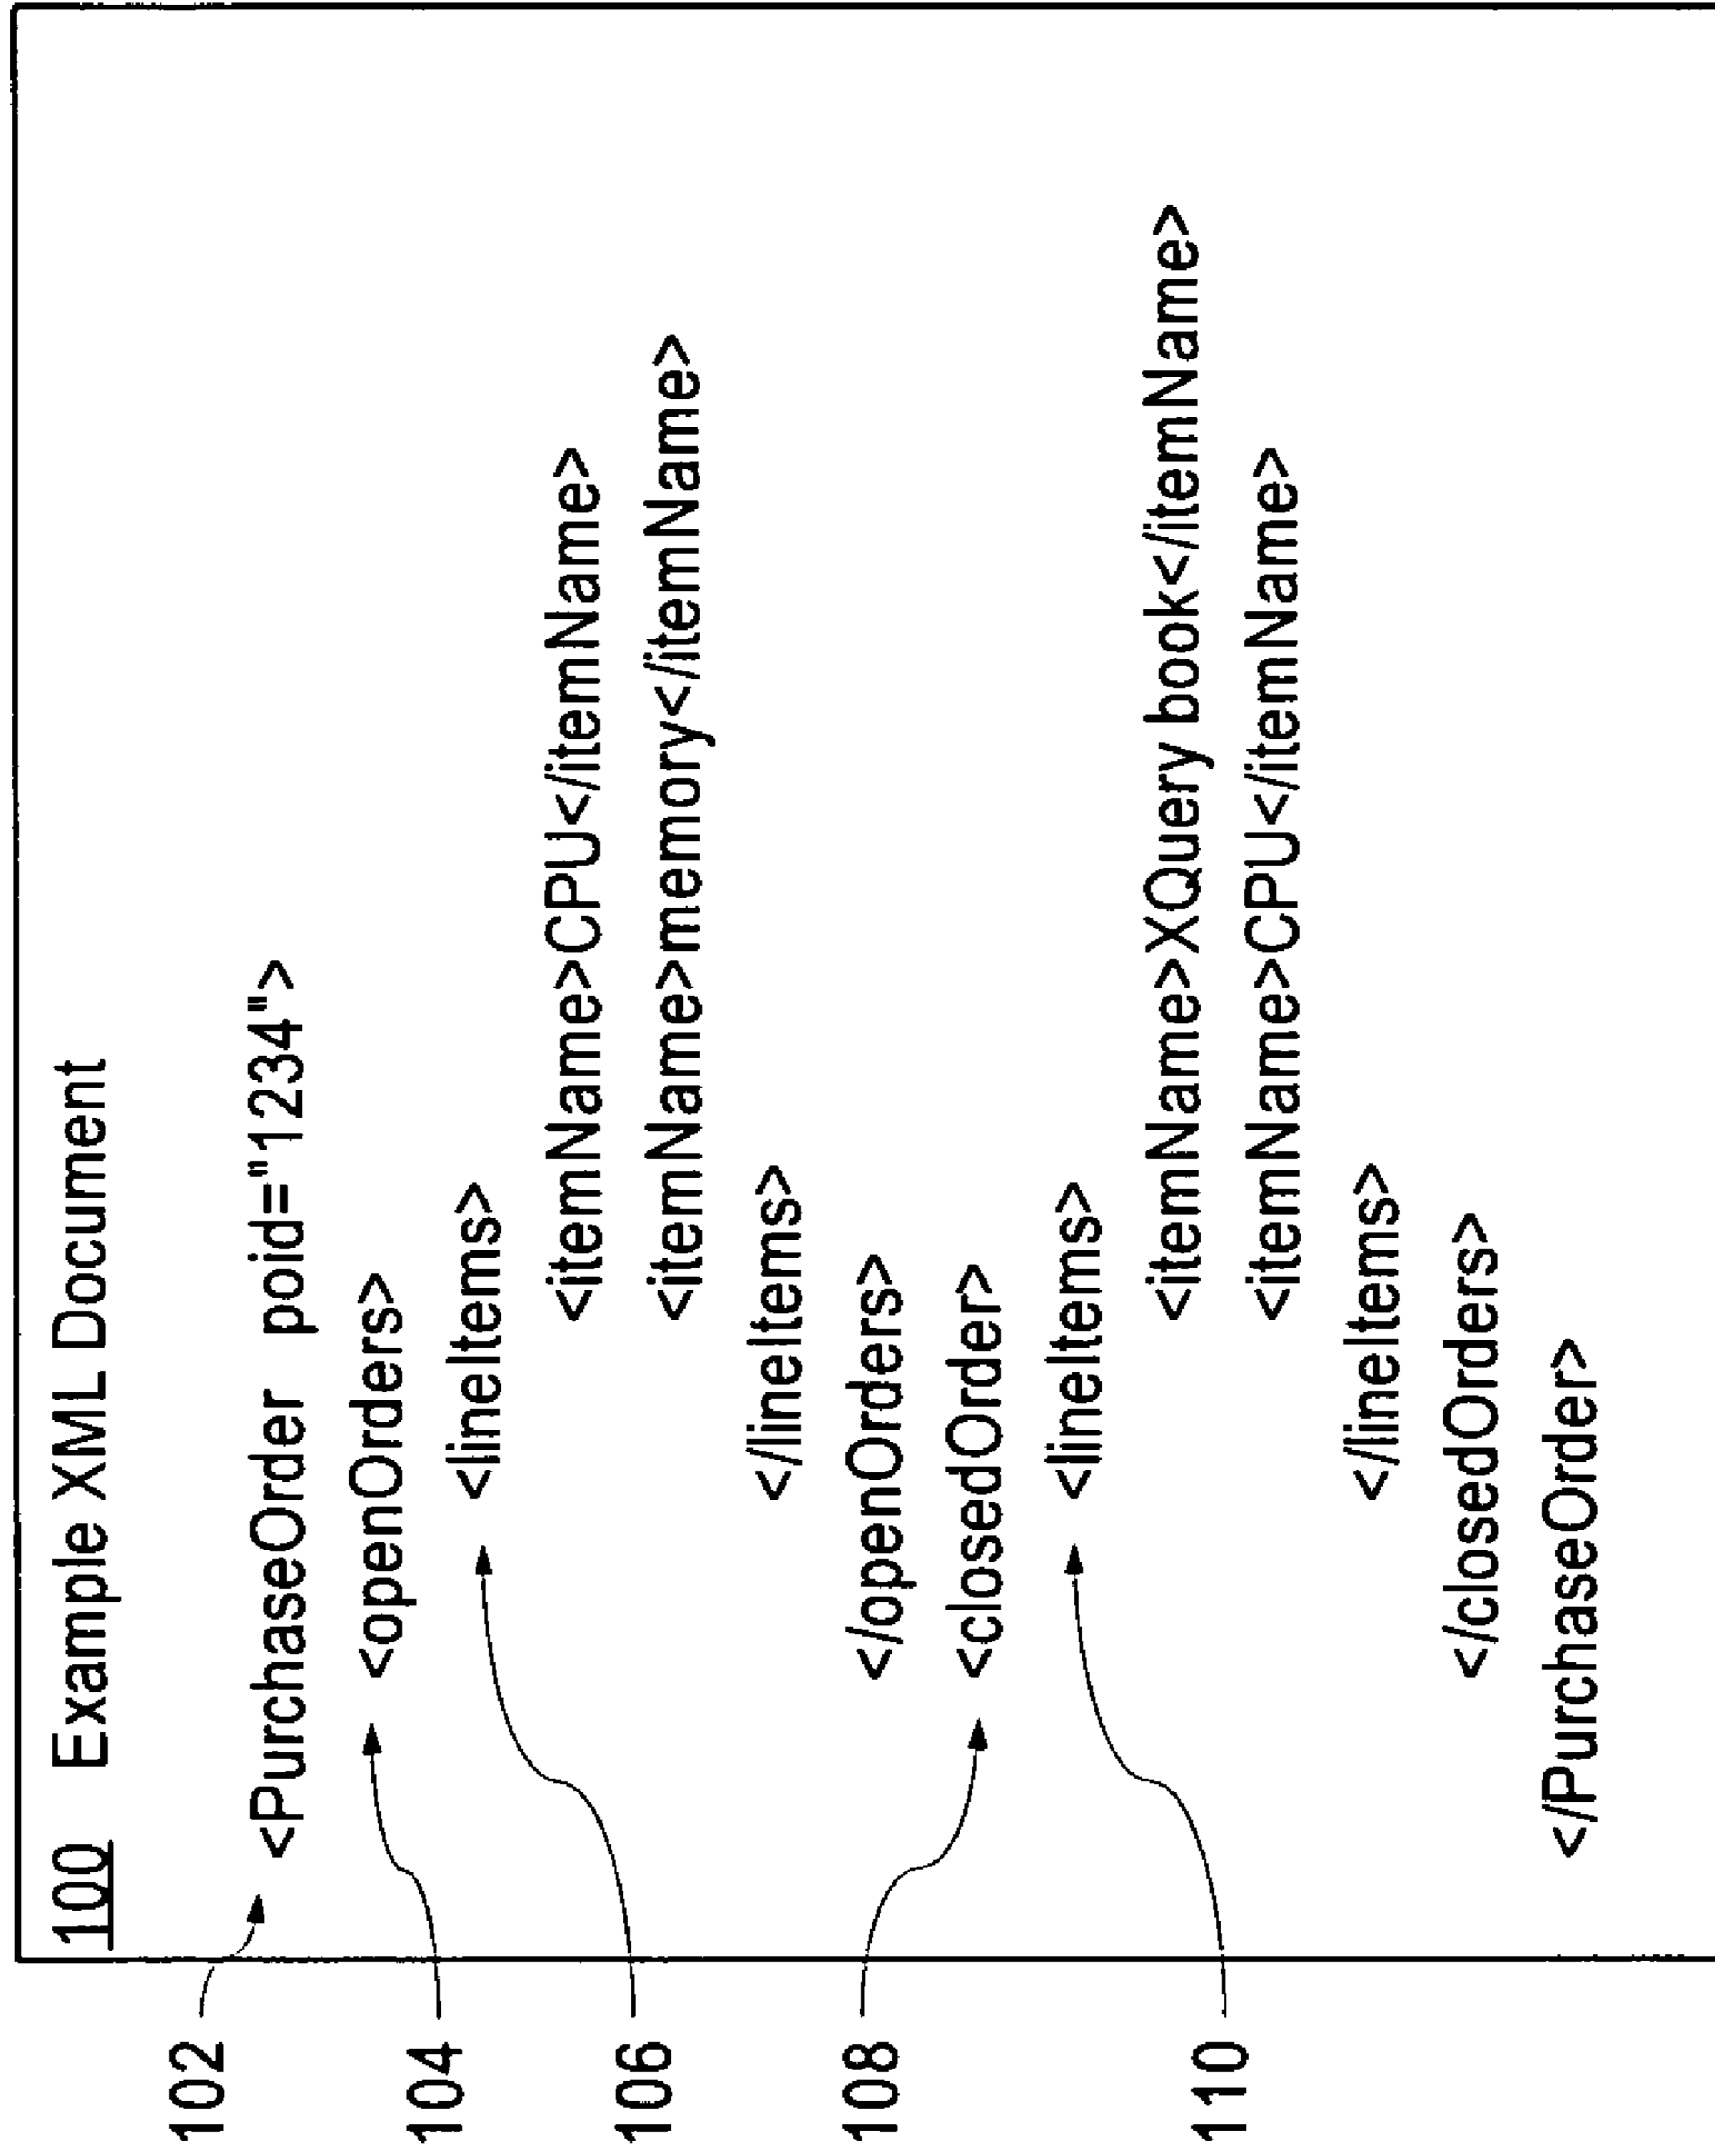 100 Example XML Document
102 <PurchaseOrder poid="1234">
104 <openOrders>
106 <lineItems>
<itemName>CPU</itemName>
<itemName>memory</itemName>
</lineItems>
</openOrders>
108 <closedOrder>
110 <lineItems>
<itemName>XQuery book</itemName>
<itemName>CPU</itemName>
</lineItems>
</closedOrders>
</PurchaseOrder>